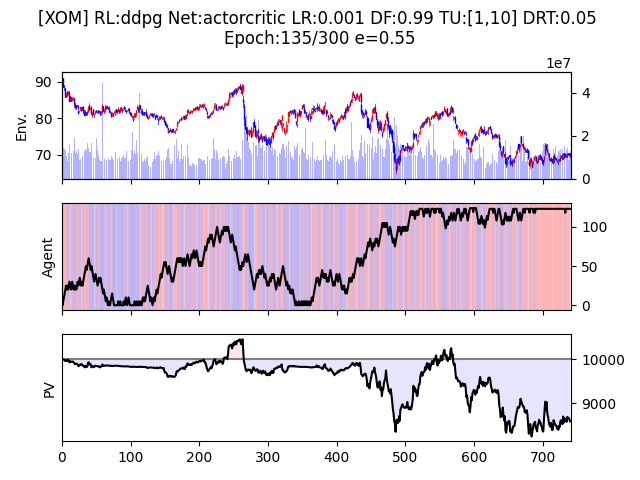 [XOM] RL:ddpg Net:actorcritic LR:0.001 DF:0.99 TU:[1,10] DRT:0.05
Epoch:135/300 e=0.55
1e7
90
80
70
Env.
4
2
0
Agent
100
50
0
PV
10000
9000
0 100 200 300 400 500 600 700